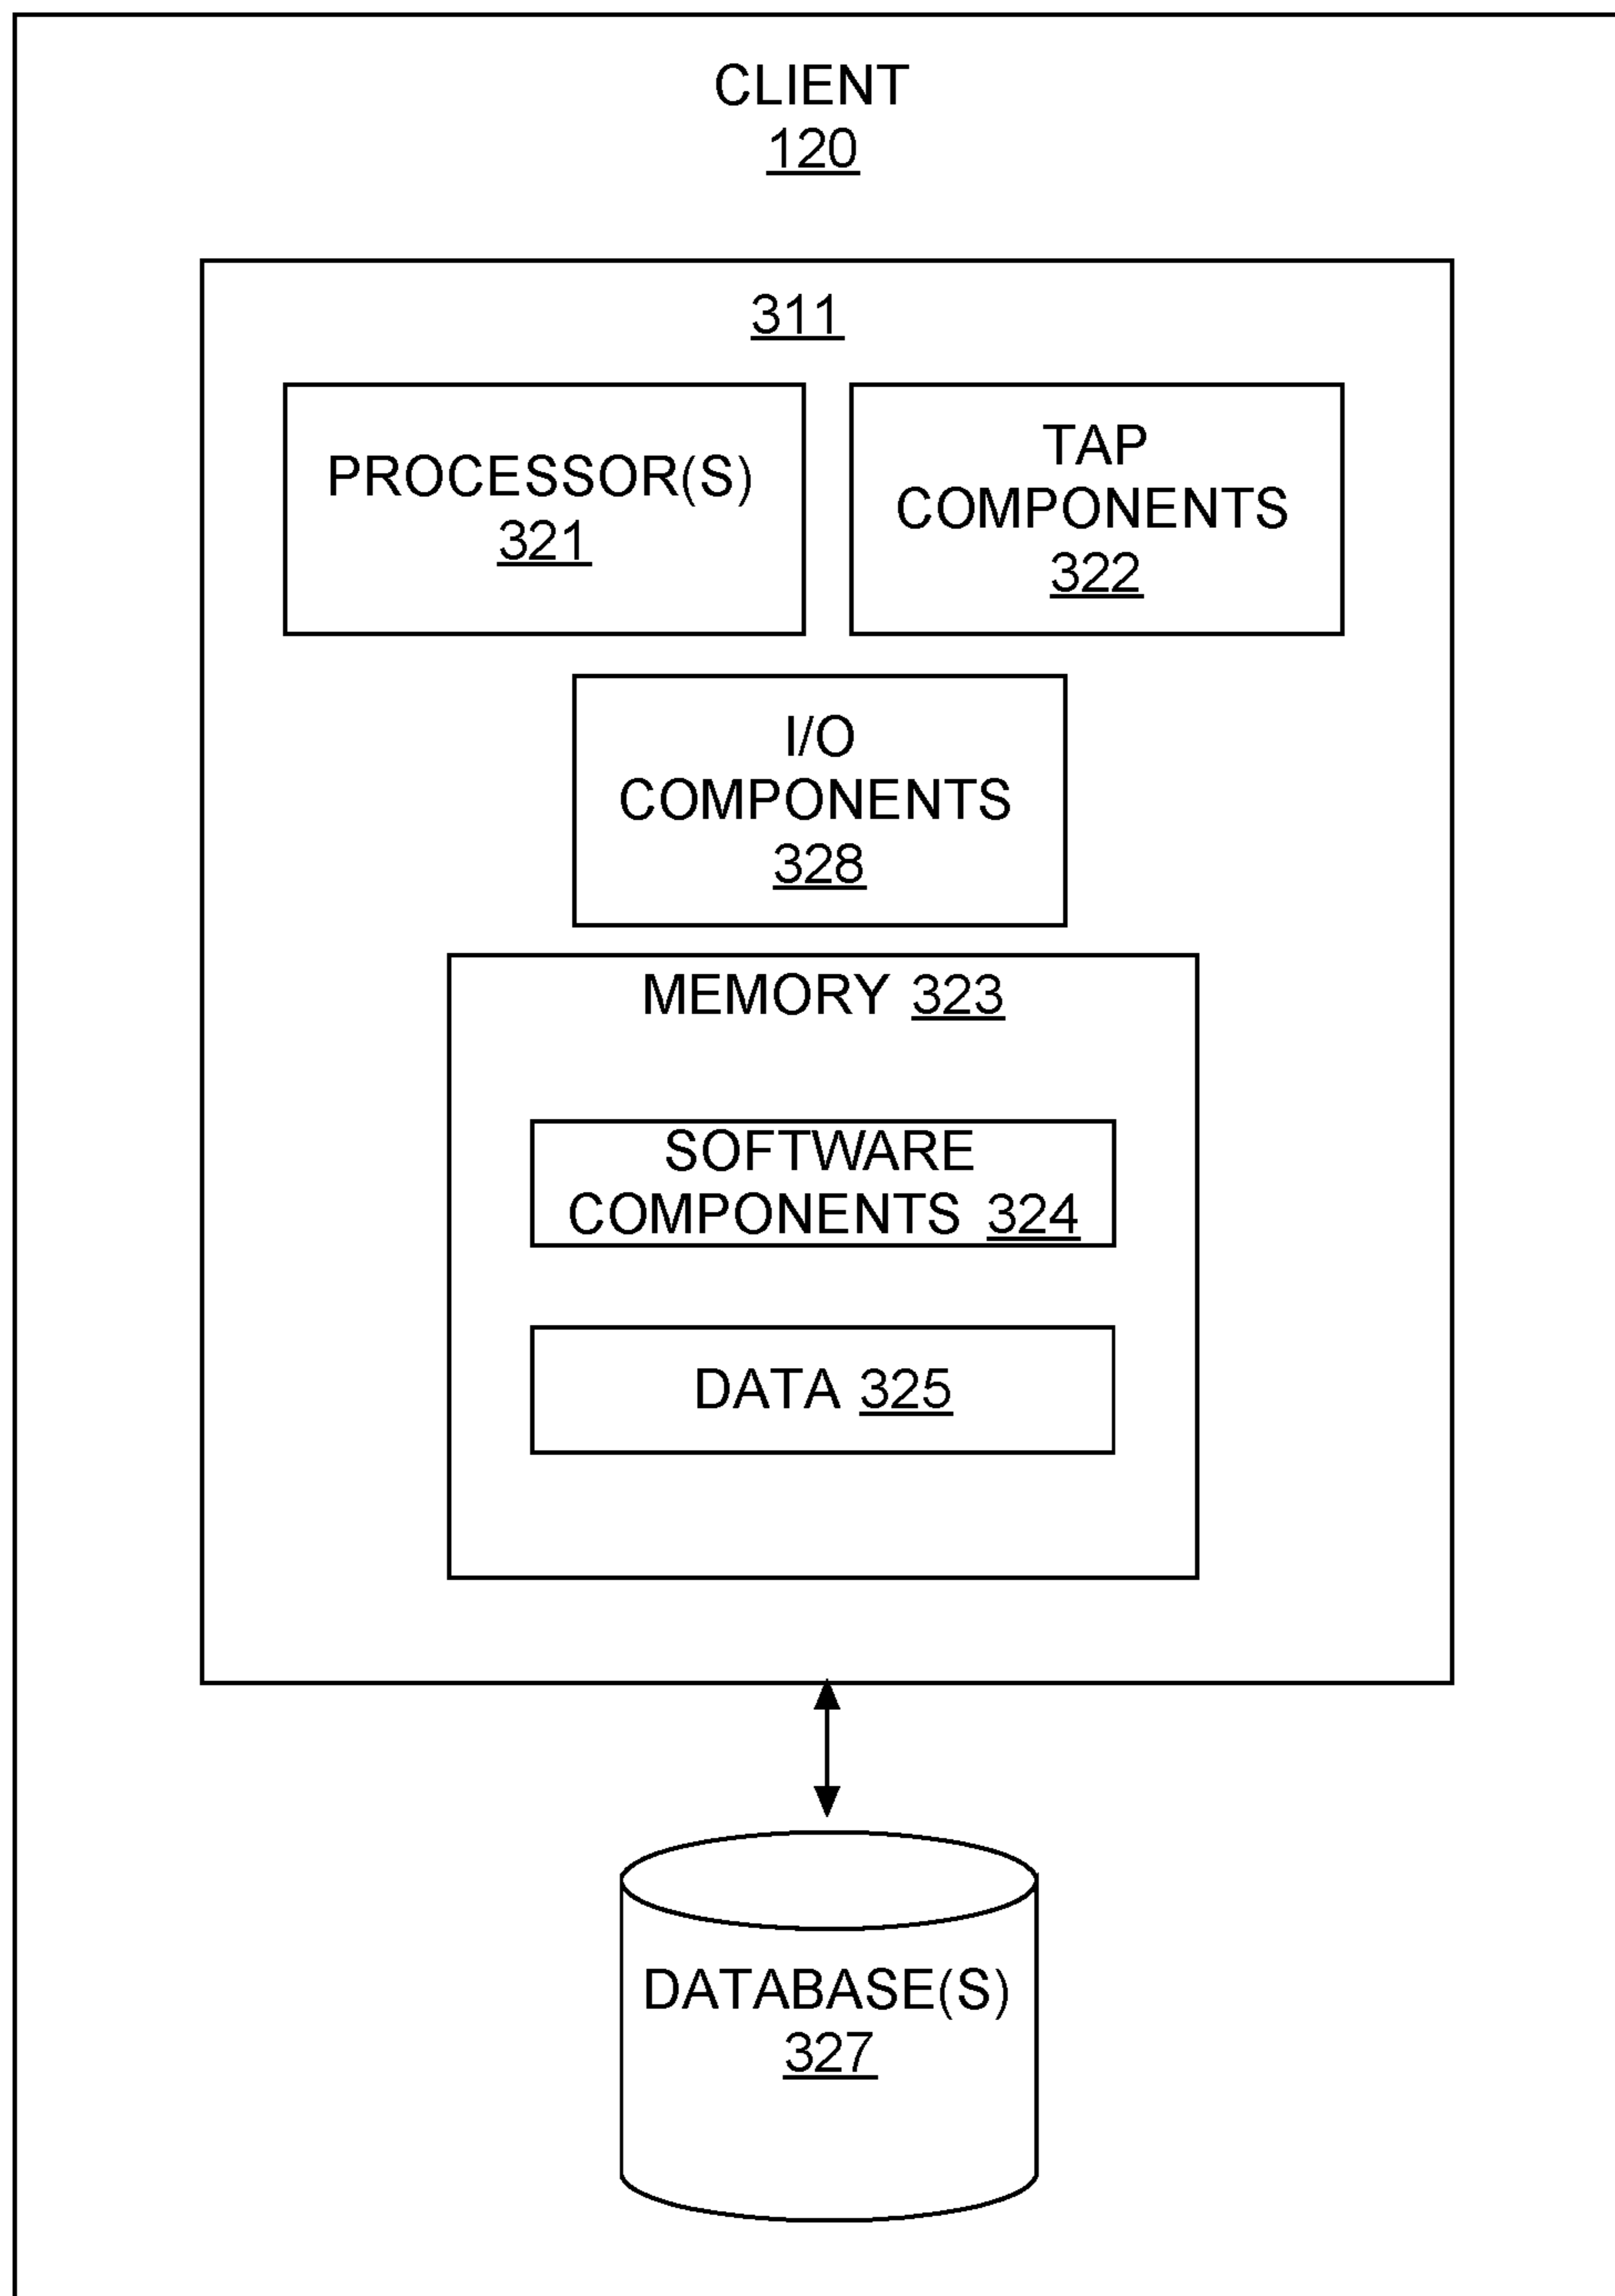 CLIENT
120
311
PROCESSOR(S)
321
TAP
COMPONENTS
322
I/O
COMPONENTS
328
MEMORY 323
SOFTWARE
COMPONENTS 324
DATA 325
DATABASE(S)
327